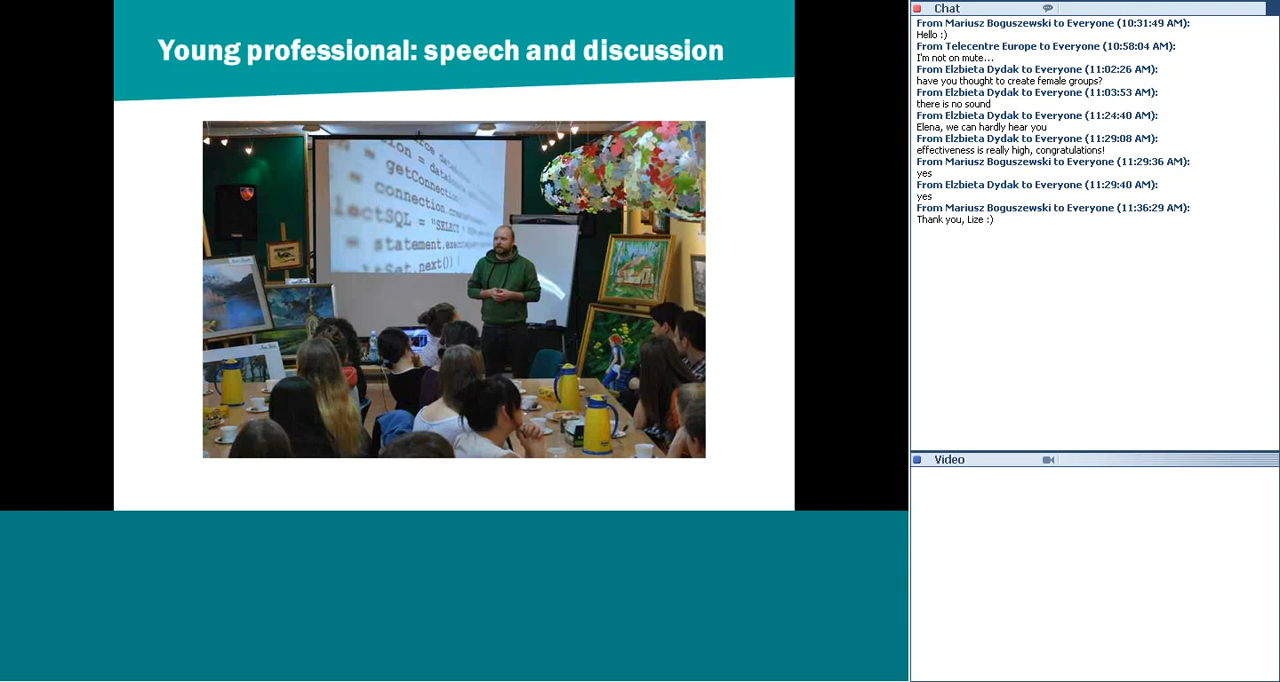 Young professional: speech and discussion
getConnection
statement.exec
.next()
Chat
From Mariusz Boguszewski to Everyone (10:31:49 AM):
Hello :)
From Telecentre Europe to Everyone (10:58:04 AM):
I'm not on mute...
From Elzbieta Dydak to Everyone (11:02:26 AM):
have you thought to create female groups?
From Elzbieta Dydak to Everyone (11:03:53 AM):
there is no sound
From Elzbieta Dydak to Everyone (11:24:40 AM):
Elena, we can hardly hear you
From Elzbieta Dydak to Everyone (11:29:08 AM):
effectiveness is really high, congratulations!
From Mariusz Boguszewski to Everyone (11:29:36 AM):
yes
From Elzbieta Dydak to Everyone (11:29:40 AM):
yes
From Mariusz Boguszewski to Everyone (11:36:29 AM):
Thank you, Lize :)
Video